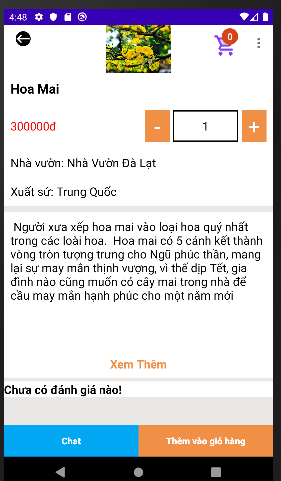 4:48
0
Hoa Mai
300000đ
-
1
+
Nhà vườn: Nhà Vườn Đà Lạt
Xuất sứ: Trung Quốc
Người xưa xếp hoa mai vào loại hoa quý nhất
trong các loài hoa. Hoa mai có 5 cánh kết thành
vòng tròn tượng trưng cho Ngũ phúc thần, mang
lại sự may mắn thịnh vượng, vì thế dịp Tết, gia
đình nào cũng muốn có cây mai trong nhà để
cầu may mắn hạnh phúc cho một năm mới
Xem Thêm
Chưa có đánh giá nào!
Chat
Thêm vào giỏ hàng